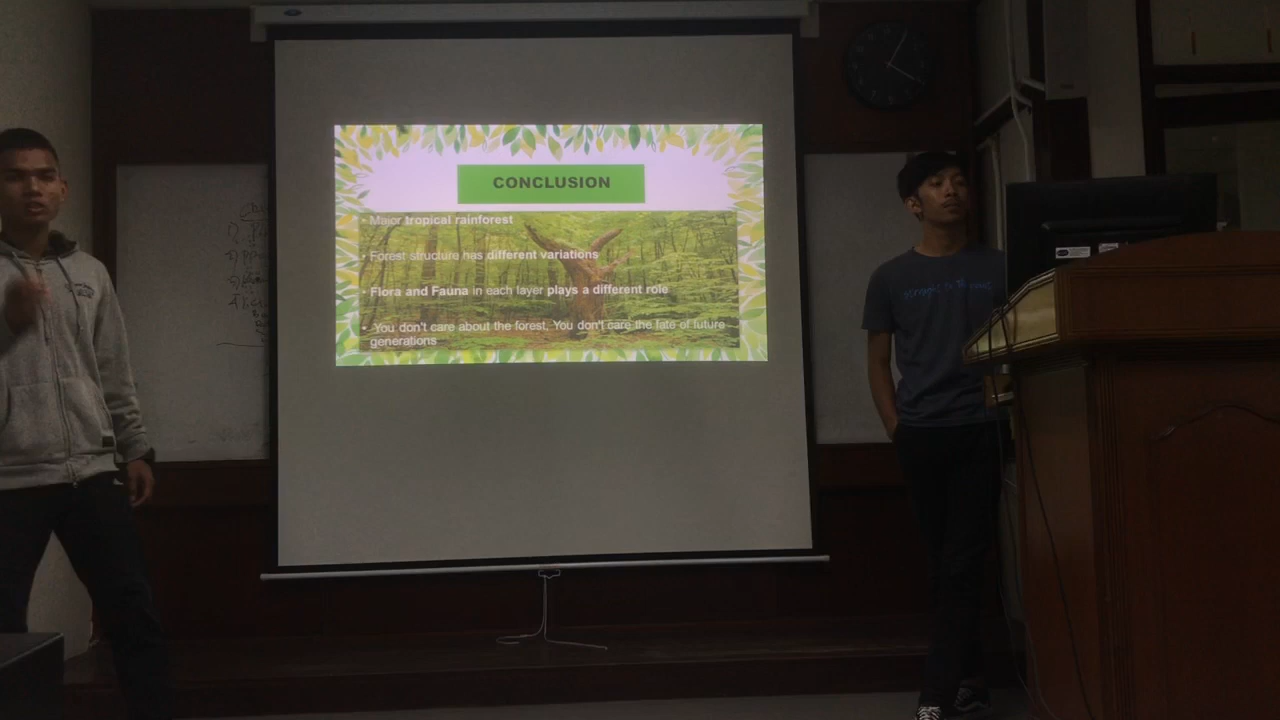 CONCLUSION
• Major tropical rainforest
• Forest structure has different variations
• Flora and Fauna in each layer plays a different role
• You don't care about the forest, You don't care the fate of future
generations